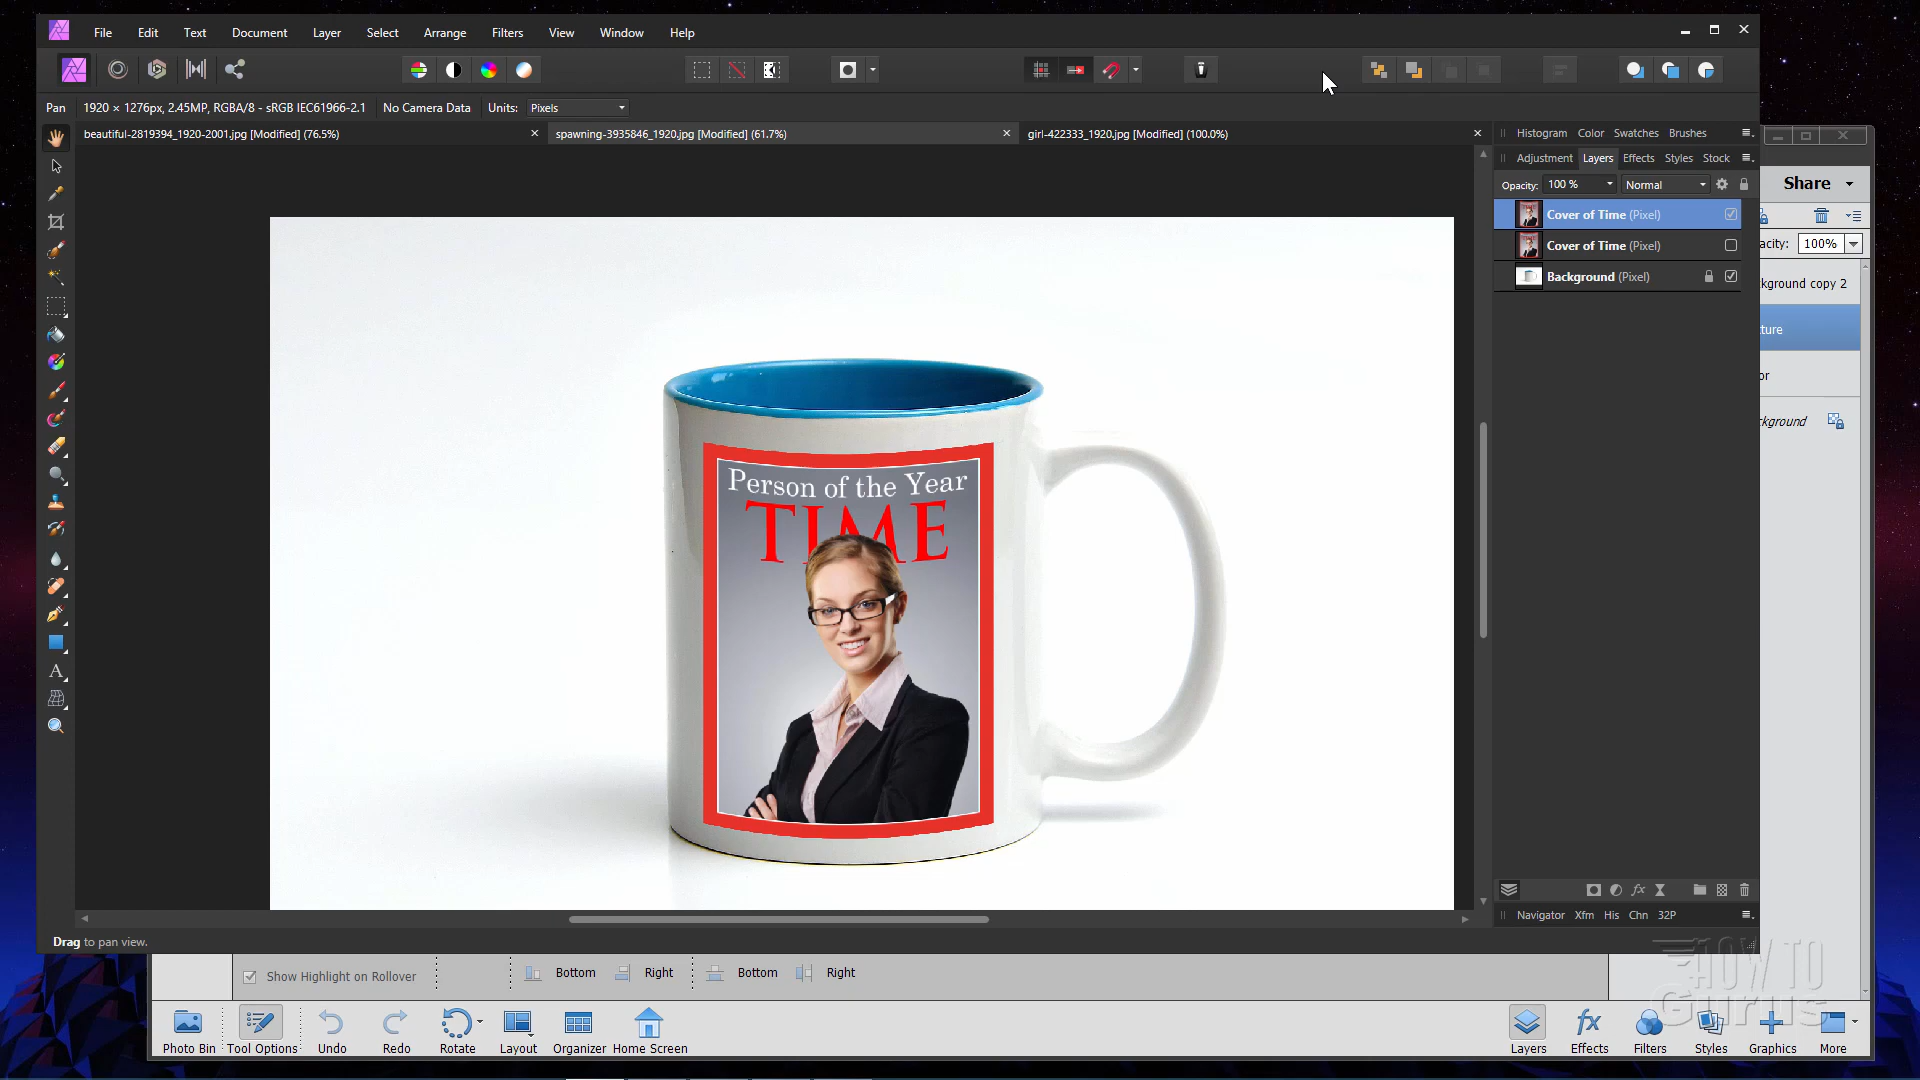 File Edit Text Document Layer Select Arrange Filters View Window Help
Pan 1920 × 1276px, 2.45MP, RGBA/8 - sRGB IEC61966-2.1 No Camera Data Units: Pixels
beautiful-2819394_1920-2001.jpg [Modified] (76.5%) spawning-3935846_1920.jpg [Modified] (61.7%) girl-422333_1920.jpg [Modified] (100.0%)
Histogram Color Swatches Brushes
Adjustment Layers Effects Styles Stock
Opacity: 100 % Normal
Cover of Time (Pixel)
Cover of Time (Pixel)
Background (Pixel)
Share
acity: 100%
kground copy 2
ture
or
kground
Person of the Year
TIME
A
fx
Navigator Xfm His Chn 32P
Drag to pan view.
Show Highlight on Rollover Bottom Right Bottom Right
HOW TO
Gurus
fx
Photo Bin Tool Options Undo Redo Rotate Layout Organizer Home Screen Layers Effects Filters Styles Graphics More